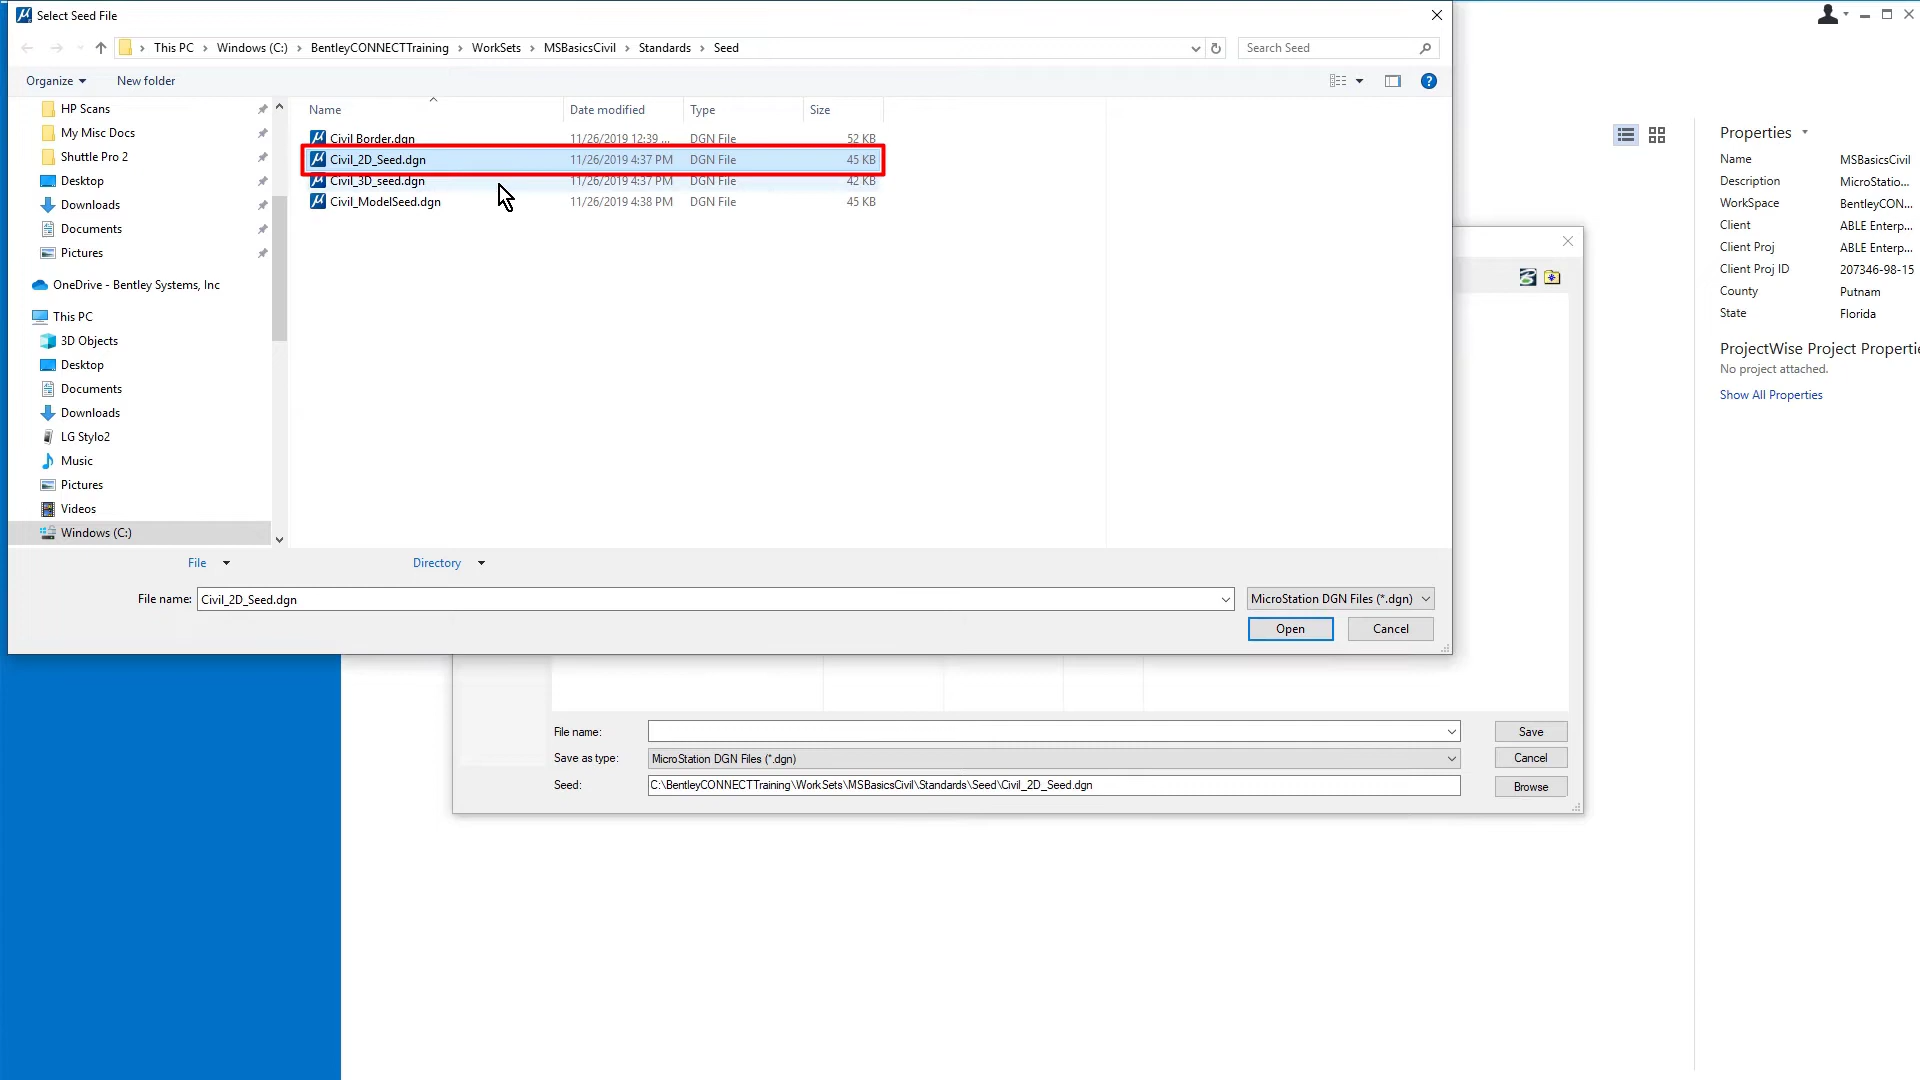 Select Seed File
This PC > Windows (C:) > BentleyCONNECTTraining > WorkSets > MSBasicsCivil > Standards > Seed
Search Seed
Organize
New folder
HP Scans
My Misc Docs
Shuttle Pro 2
Desktop
Downloads
Documents
Pictures
OneDrive - Bentley Systems, Inc
This PC
3D Objects
Desktop
Documents
Downloads
LG Stylo2
Music
Pictures
Videos
Windows (C:)
Name Date modified Type Size
Civil Border.dgn 11/26/2019 12:39 ... DGN File 52 KB
Civil_2D_Seed.dgn 11/26/2019 4:37 PM DGN File 45 KB
Civil_3D_seed.dgn 11/26/2019 4:37 PM DGN File 42 KB
Civil_ModelSeed.dgn 11/26/2019 4:38 PM DGN File 45 KB
File
Directory
File name: Civil_2D_Seed.dgn
MicroStation DGN Files (*.dgn)
Open
Cancel
File name:
Save
Save as type: MicroStation DGN Files (*.dgn)
Cancel
Seed: C:\BentleyCONNECTTraining\WorkSets\MSBasicsCivil\Standards\Seed\Civil_2D_Seed.dgn
Browse
Properties
Name MSBasicsCivil
Description MicroStatio...
WorkSpace BentleyCON...
Client ABLE Enterp...
Client Proj ABLE Enterp...
Client Proj ID 207346-98-15
County Putnam
State Florida
ProjectWise Project Properti
No project attached.
Show All Properties